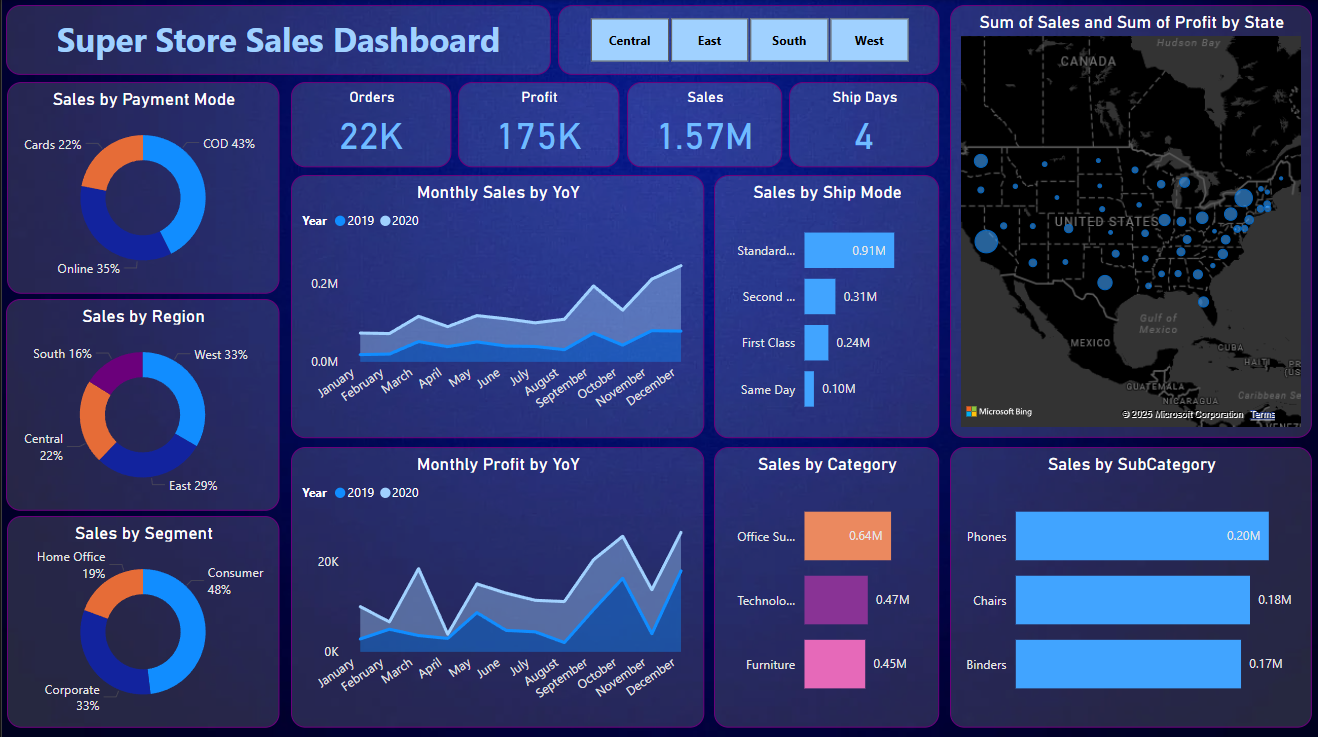 Super Store Sales Dashboard
Central East South West
Sales by Payment Mode
Cards 22%
COD 43%
Online 35%
Sales by Region
South 16%
West 33%
Central
22%
East 29%
Sales by Segment
Home Office
19%
Consumer
48%
Corporate
33%
Orders
22K
Profit
175K
Sales
1.57M
Ship Days
4
Monthly Sales by YoY
Year 2019 2020
0.2M
0.0M
January February March April May June July August September October November December
Sales by Ship Mode
Standard... 0.91M
Second ... 0.31M
First Class 0.24M
Same Day 0.10M
Sum of Sales and Sum of Profit by State
Hudson Bay
CANADA
UNITED STATES
Gulf of
Mexico
MEXICO
CUBA
HAITI
PR
(US
GUATEMALA
NICARAGUA
Caribbean Se
VENEZ
Microsoft Bing
© 2025 Microsoft Corporation Terms
Monthly Profit by YoY
Year 2019 2020
20K
0K
January February March April May June July August September October November December
Sales by Category
Office Su... 0.64M
Technolo... 0.47M
Furniture 0.45M
Sales by SubCategory
Phones 0.20M
Chairs 0.18M
Binders 0.17M